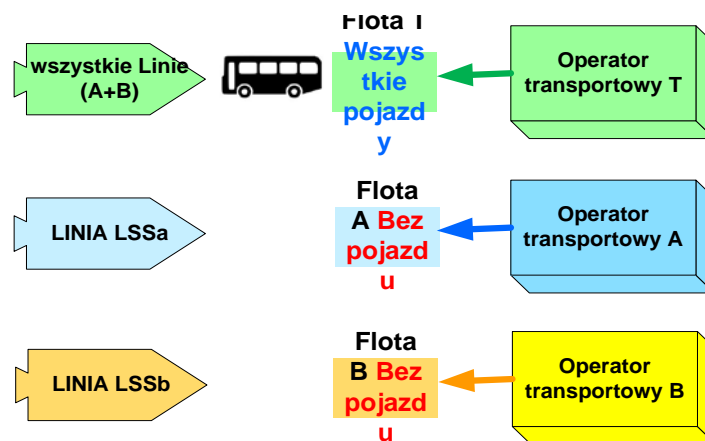 wszystkie Linie
(A+B)
Flota T
Wszys
tkie
pojazd
y
Operator
transportowy T
LINIA LSSa
Flota
A Bez
pojazd
u
Operator
transportowy A
LINIA LSSb
Flota
B Bez
pojazd
u
Operator
transportowy B